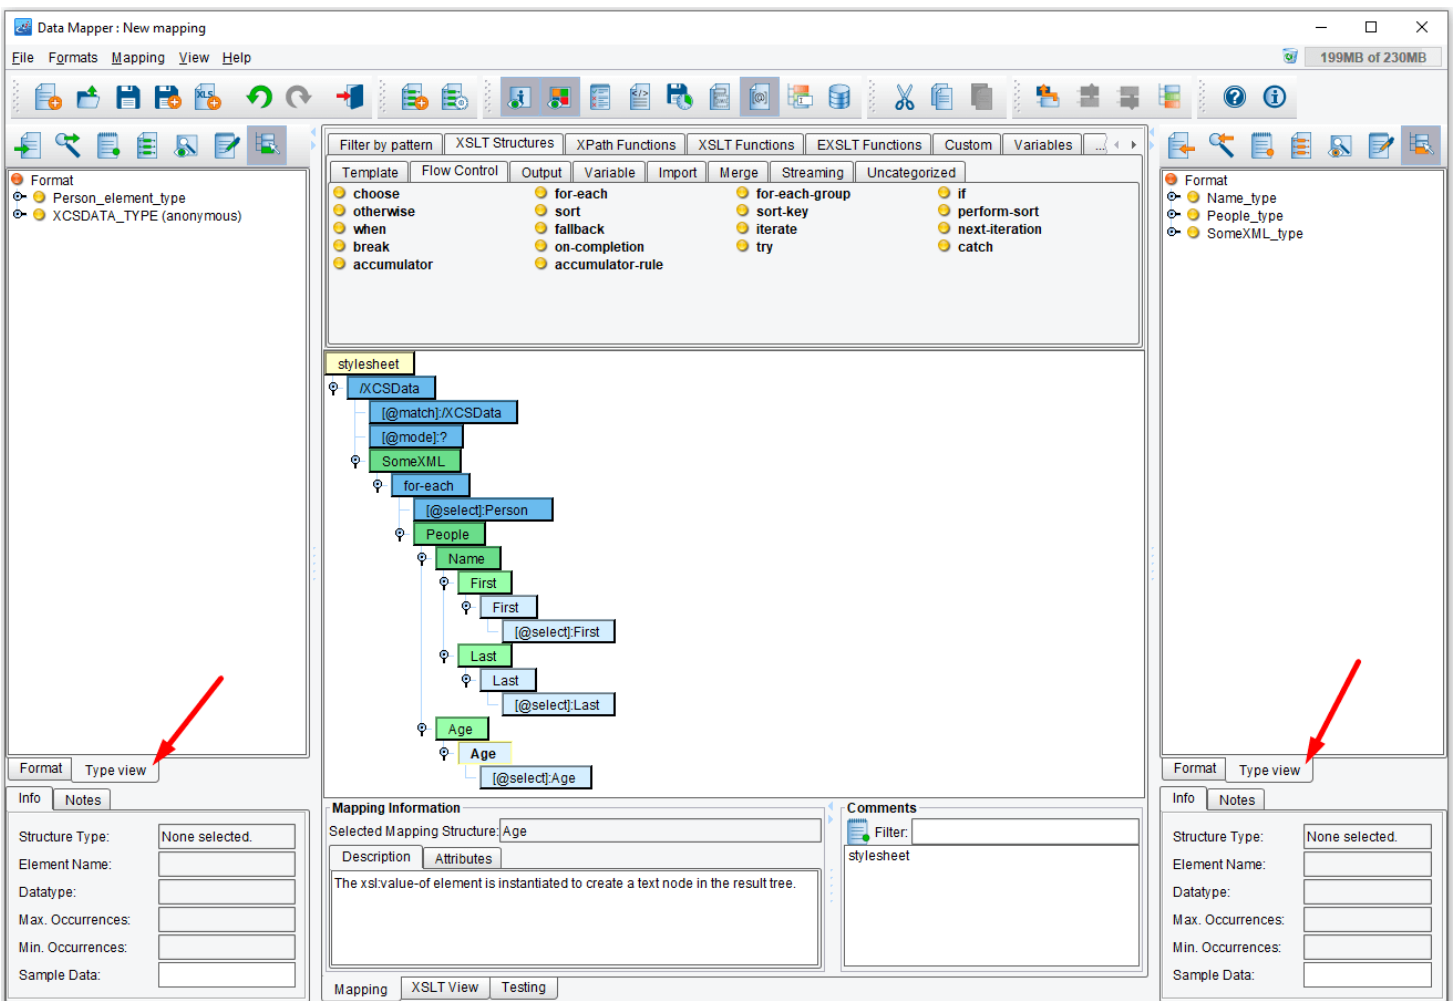 Data Mapper : New mapping
File Formats Mapping View Help
199MB of 230MB
XLS
Filter by pattern XSLT Structures XPath Functions XSLT Functions EXSLT Functions Custom Variables ...
Template Flow Control Output Variable Import Merge Streaming Uncategorized
choose for-each for-each-group if
otherwise sort sort-key perform-sort
when fallback iterate next-iteration
break on-completion try catch
accumulator accumulator-rule
Format
Person_element_type
XCSDATA_TYPE (anonymous)
Format
Name_type
People_type
SomeXML_type
stylesheet
/XCSData
[@match]:/XCSData
[@mode]:?
SomeXML
for-each
[@select]:Person
People
Name
First
First
[@select]:First
Last
Last
[@select]:Last
Age
Age
[@select]:Age
Format Type view
Info Notes
Structure Type: None selected.
Element Name:
Datatype:
Max. Occurrences:
Min. Occurrences:
Sample Data:
Mapping Information
Selected Mapping Structure: Age
Description Attributes
The xsl:value-of element is instantiated to create a text node in the result tree.
Comments
Filter:
stylesheet
Mapping XSLT View Testing
Format Type view
Info Notes
Structure Type: None selected.
Element Name:
Datatype:
Max. Occurrences:
Min. Occurrences:
Sample Data: